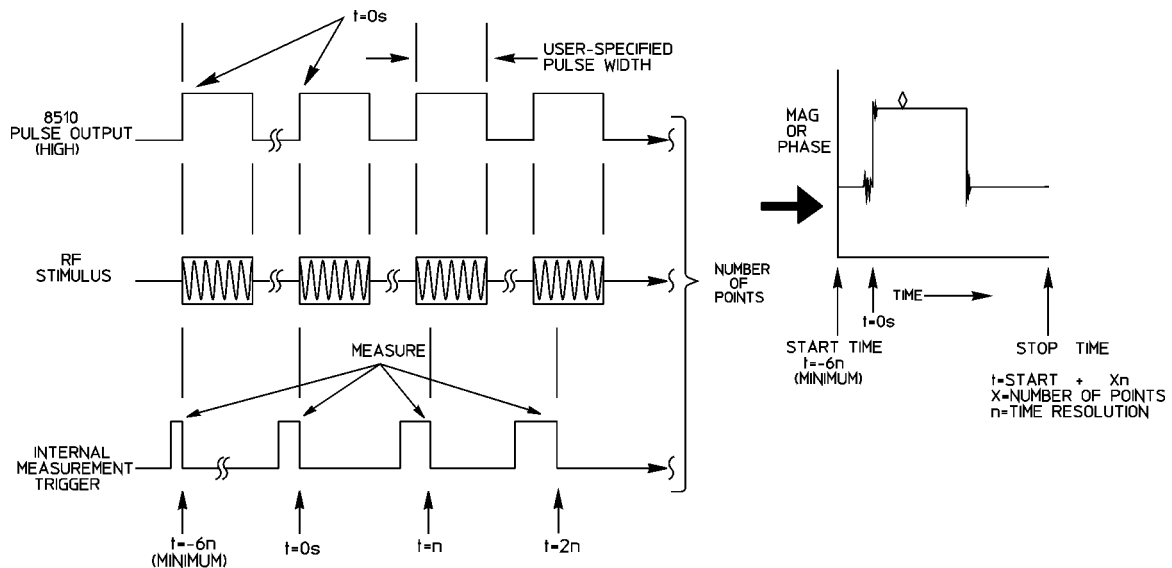 t=0s
USER-SPECIFIED
PULSE WIDTH
8510
PULSE OUTPUT
(HIGH)
RF
STIMULUS
NUMBER
OF
POINTS
MEASURE
INTERNAL
MEASUREMENT
TRIGGER
t=-6n
(MINIMUM)
t=0s
t=n
t=2n
MAG
OR
PHASE
TIME
t=0s
START TIME
t=-6n
(MINIMUM)
STOP TIME
t=START + Xn
X=NUMBER OF POINTS
n=TIME RESOLUTION